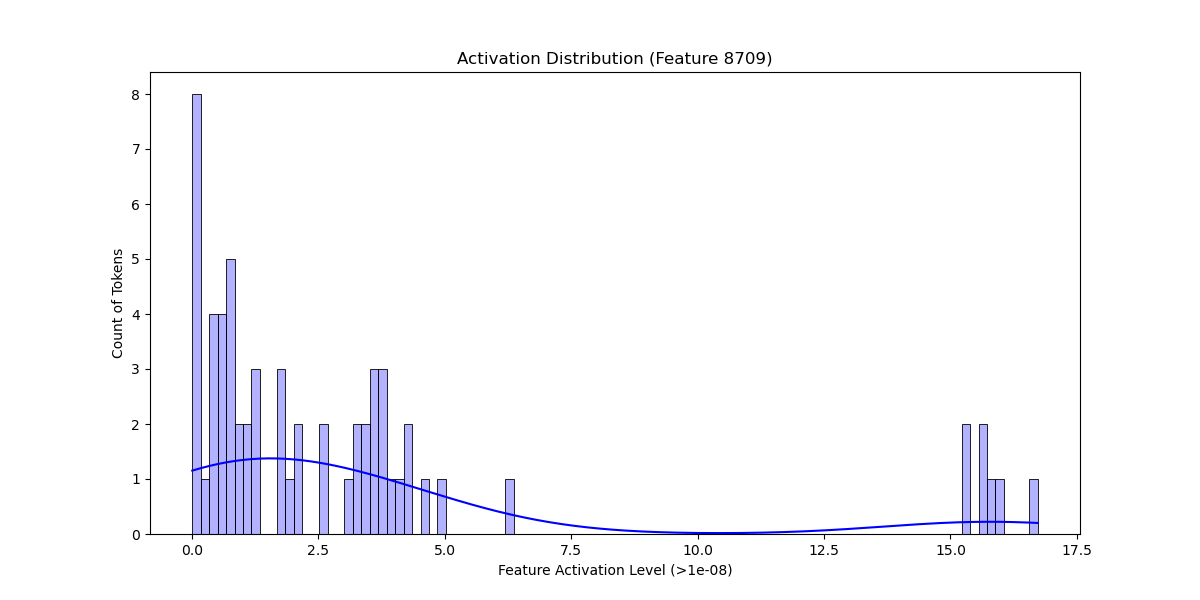 Activation Distribution (Feature 8709)
Count of Tokens
8
7
6
5
4
3
2
1
0
0.0 2.5 5.0 7.5 10.0 12.5 15.0 17.5
Feature Activation Level (>1e-08)